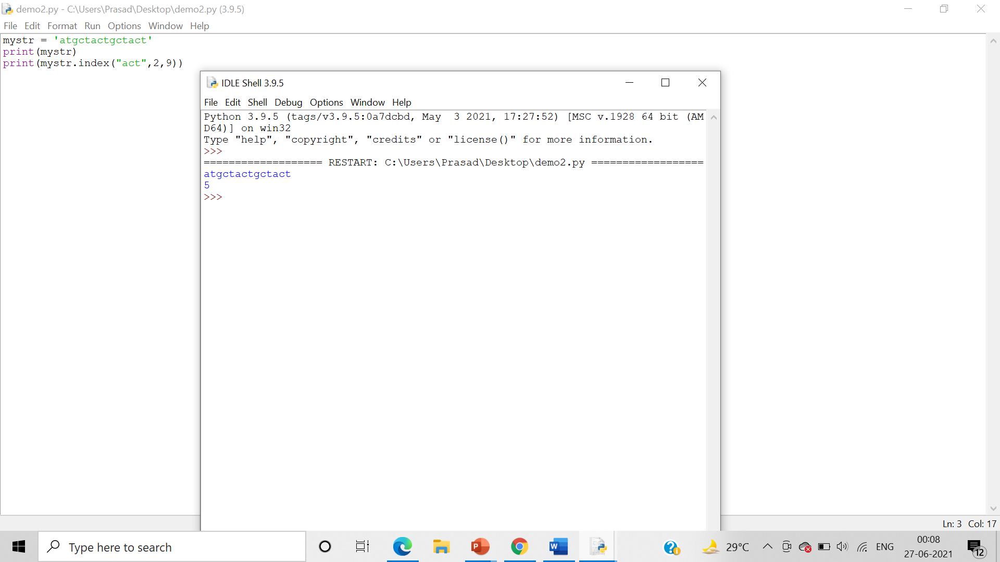 demo2.py - C:\Users\Prasad\Desktop\demo2.py (3.9.5)
File Edit Format Run Options Window Help
mystr = 'atgctactgctact'
print(mystr)
print(mystr.index("act",2,9))
IDLE Shell 3.9.5
File Edit Shell Debug Options Window Help
Python 3.9.5 (tags/v3.9.5:0a7dcbd, May  3 2021, 17:27:52) [MSC v.1928 64 bit (AM
D64)] on win32
Type "help", "copyright", "credits" or "license()" for more information.
>>>
=================== RESTART: C:\Users\Prasad\Desktop\demo2.py ==================
atgctactgctact
5
>>>
Ln: 3 Col: 17
Type here to search
29°C
ENG
00:08
27-06-2021
12